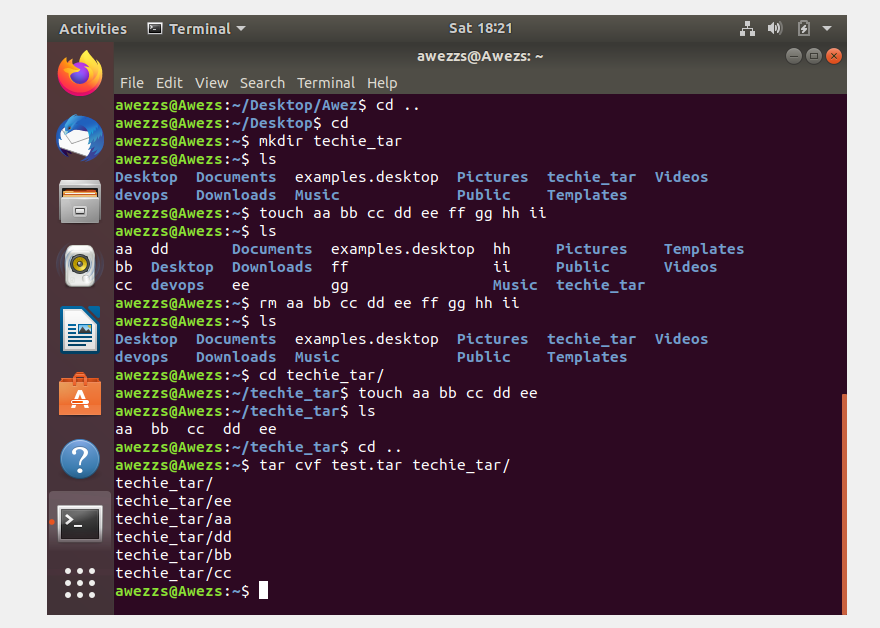 Activities Terminal Sat 18:21
awezzs@Awezs: ~
File Edit View Search Terminal Help
awezzs@Awezs:~/Desktop/Awez$ cd ..
awezzs@Awezs:~/Desktop$ cd
awezzs@Awezs:~$ mkdir techie_tar
awezzs@Awezs:~$ ls
Desktop Documents examples.desktop Pictures techie_tar Videos
devops Downloads Music Public Templates
awezzs@Awezs:~$ touch aa bb cc dd ee ff gg hh ii
awezzs@Awezs:~$ ls
aa dd Documents examples.desktop hh Pictures Templates
bb Desktop Downloads ff ii Public Videos
cc devops ee gg Music techie_tar
awezzs@Awezs:~$ rm aa bb cc dd ee ff gg hh ii
awezzs@Awezs:~$ ls
Desktop Documents examples.desktop Pictures techie_tar Videos
devops Downloads Music Public Templates
awezzs@Awezs:~$ cd techie_tar/
awezzs@Awezs:~/techie_tar$ touch aa bb cc dd ee
awezzs@Awezs:~/techie_tar$ ls
aa bb cc dd ee
awezzs@Awezs:~/techie_tar$ cd ..
awezzs@Awezs:~$ tar cvf test.tar techie_tar/
techie_tar/
techie_tar/ee
techie_tar/aa
techie_tar/dd
techie_tar/bb
techie_tar/cc
awezzs@Awezs:~$